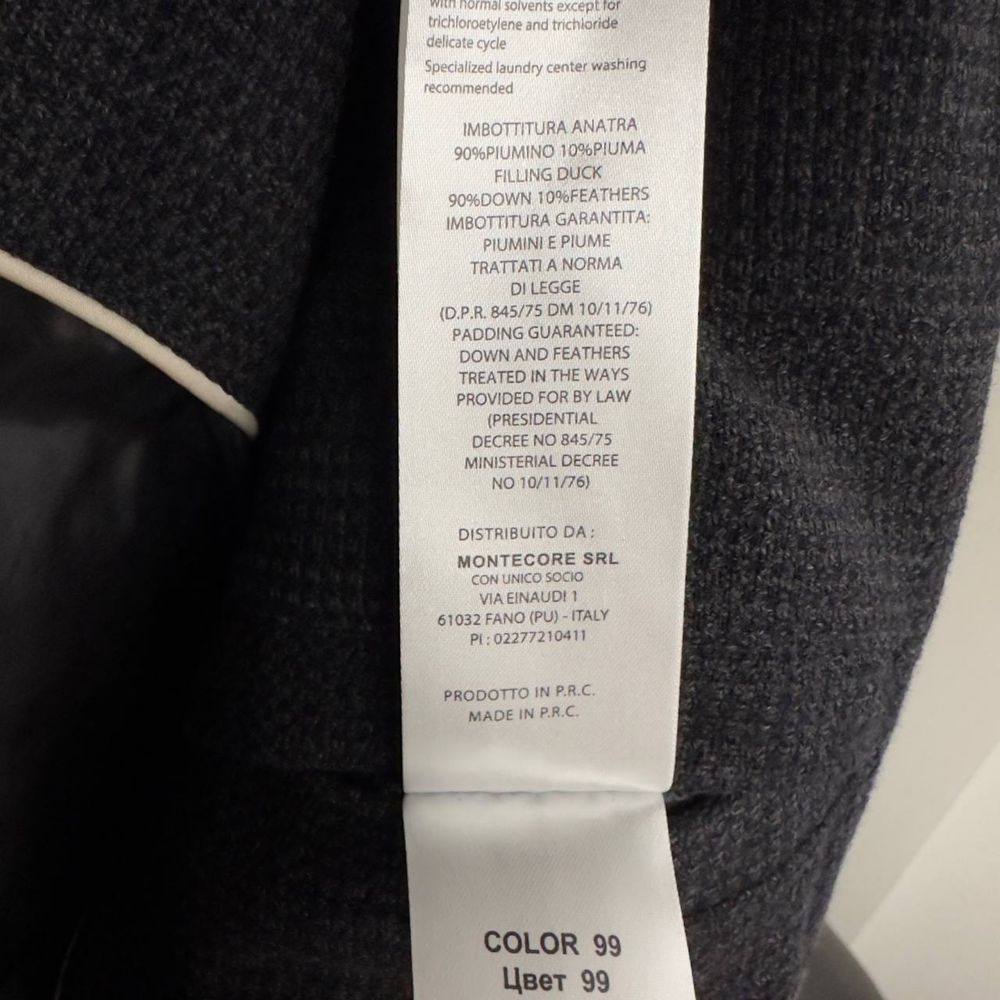 with normal solvents except for
trichloroetylene and trichloride
delicate cycle
Specialized laundry center washing
recommended
IMBOTTITURA ANATRA
90%PIUMINO 10%PIUMA
FILLING DUCK
90%DOWN 10%FEATHERS
IMBOTTITURA GARANTITA:
PIUMINI E PIUME
TRATTATI A NORMA
DI LEGGE
(D.P.R. 845/75 DM 10/11/76)
PADDING GUARANTEED:
DOWN AND FEATHERS
TREATED IN THE WAYS
PROVIDED FOR BY LAW
(PRESIDENTIAL
DECREE NO 845/75
MINISTERIAL DECREE
NO 10/11/76)
DISTRIBUITO DA :
MONTECORE SRL
CON UNICO SOCIO
VIA EINAUDI 1
61032 FANO (PU) - ITALY
PI : 02277210411
PRODOTTO IN P.R.C.
MADE IN P.R.C.
COLOR 99
Цвет 99